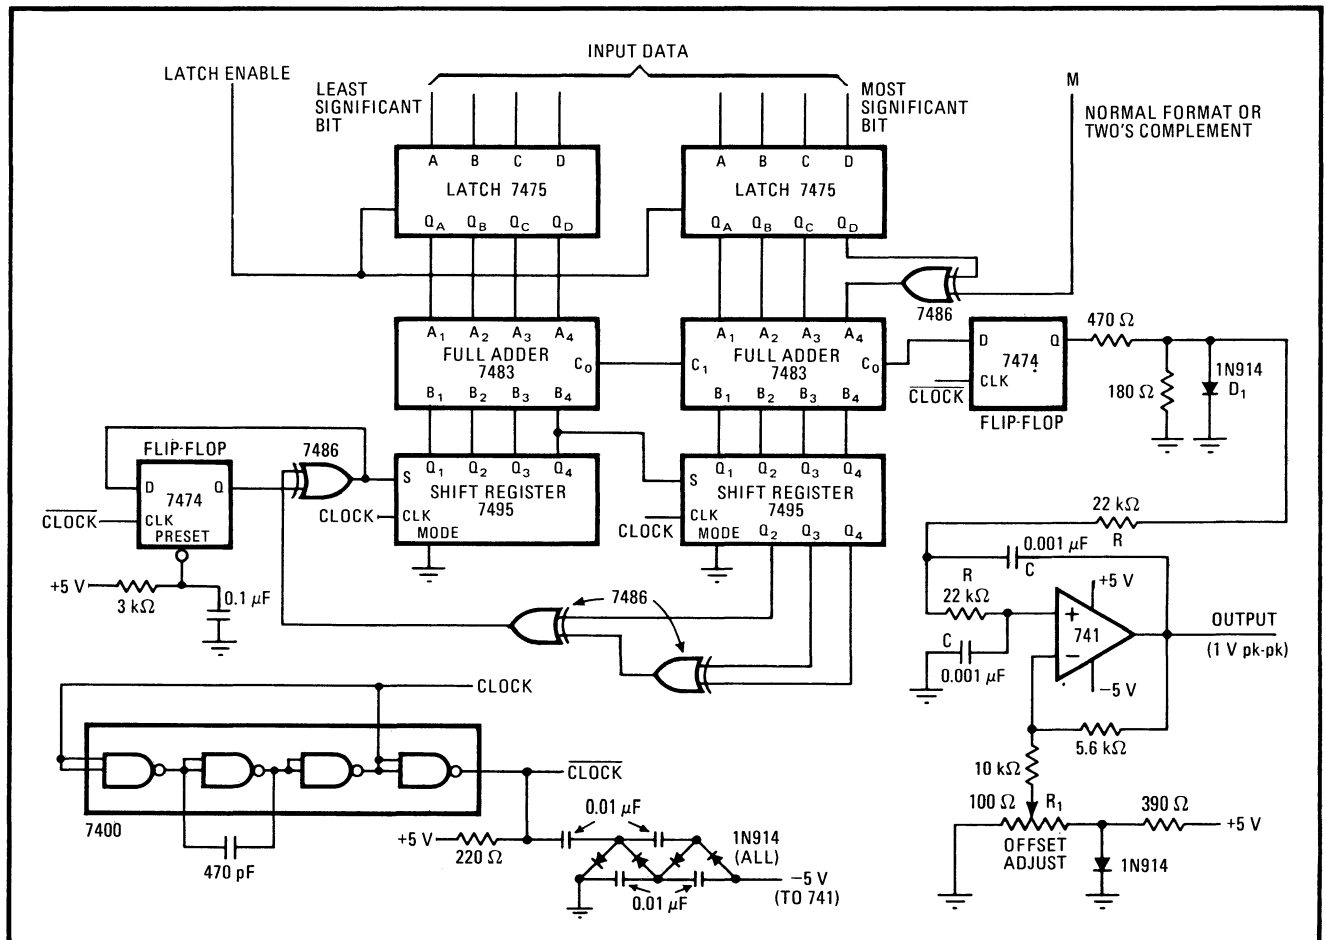 INPUT DATA
LATCH ENABLE
LEAST
SIGNIFICANT
BIT
MOST
SIGNIFICANT
BIT
M
NORMAL FORMAT OR
TWO'S COMPLEMENT
A B C D
LATCH 7475
QA QB QC QD
A B C D
LATCH 7475
QA QB QC QD
7486
A1 A2 A3 A4
FULL ADDER
7483
C0
B1 B2 B3 B4
A1 A2 A3 A4
C1
FULL ADDER
7483
C0
B1 B2 B3 B4
D Q
7474
CLK
CLOCK
FLIP-FLOP
470 Ω
180 Ω
1N914
D1
FLIP-FLOP
D Q
7474
CLK
PRESET
CLOCK
7486
Q1 Q2 Q3 Q4
S
SHIFT REGISTER
7495
CLOCK
CLK
MODE
Q1 Q2 Q3 Q4
S
SHIFT REGISTER
7495
CLOCK
CLK
MODE Q2 Q3 Q4
+5 V
3 kΩ
0.1 μF
7486
22 kΩ
R
0.001 μF
C
R
22 kΩ
C
0.001 μF
+5 V
+
741
−
−5 V
OUTPUT
(1 V pk-pk)
5.6 kΩ
10 kΩ
100 Ω R1
OFFSET
ADJUST
390 Ω
+5 V
1N914
CLOCK
CLOCK
7400
470 pF
+5 V
220 Ω
0.01 μF
1N914
(ALL)
0.01 μF
−5 V
(TO 741)